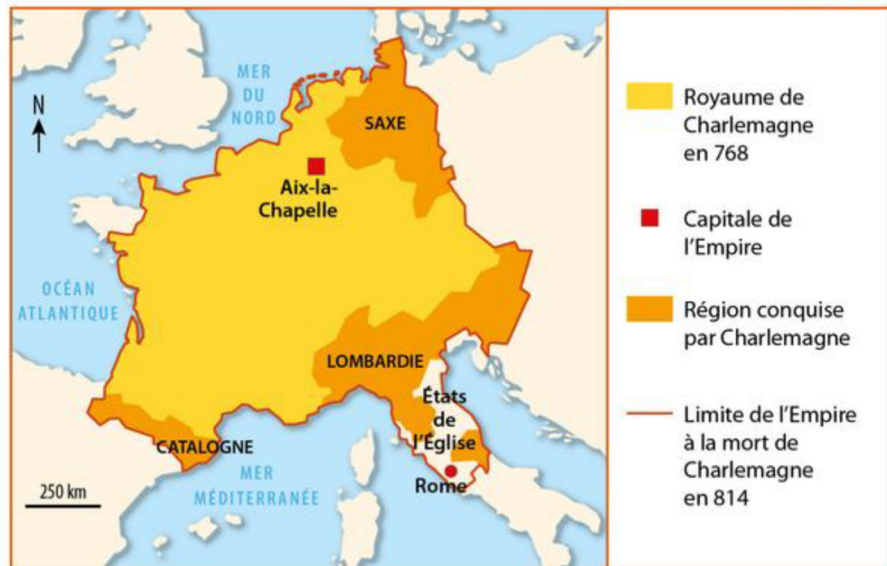 MER
DU
NORD
N
SAXE
Aix-la-
Chapelle
OCÉAN
ATLANTIQUE
LOMBARDIE
États
de
l'Église
CATALOGNE
MER
MÉDITERRANÉE
Rome
250 km
Royaume de
Charlemagne
en 768
Capitale de
l'Empire
Région conquise
par Charlemagne
Limite de l'Empire
à la mort de
Charlemagne
en 814